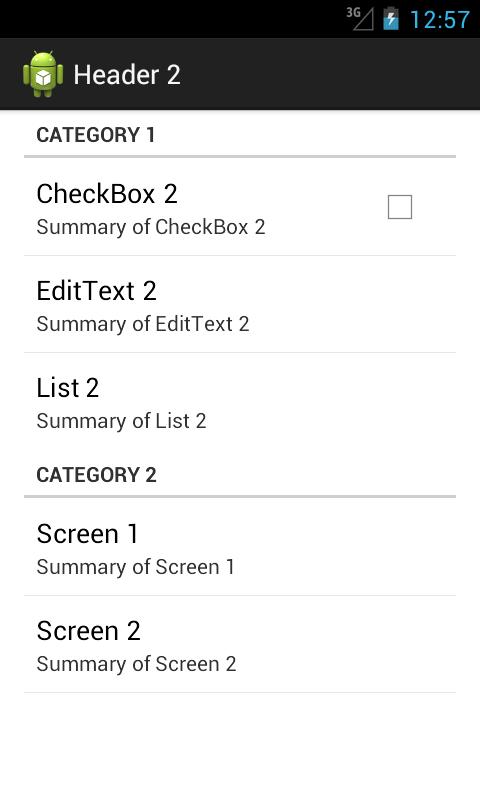 3G
12:57
Header 2
CATEGORY 1
CheckBox 2
Summary of CheckBox 2
EditText 2
Summary of EditText 2
List 2
Summary of List 2
CATEGORY 2
Screen 1
Summary of Screen 1
Screen 2
Summary of Screen 2